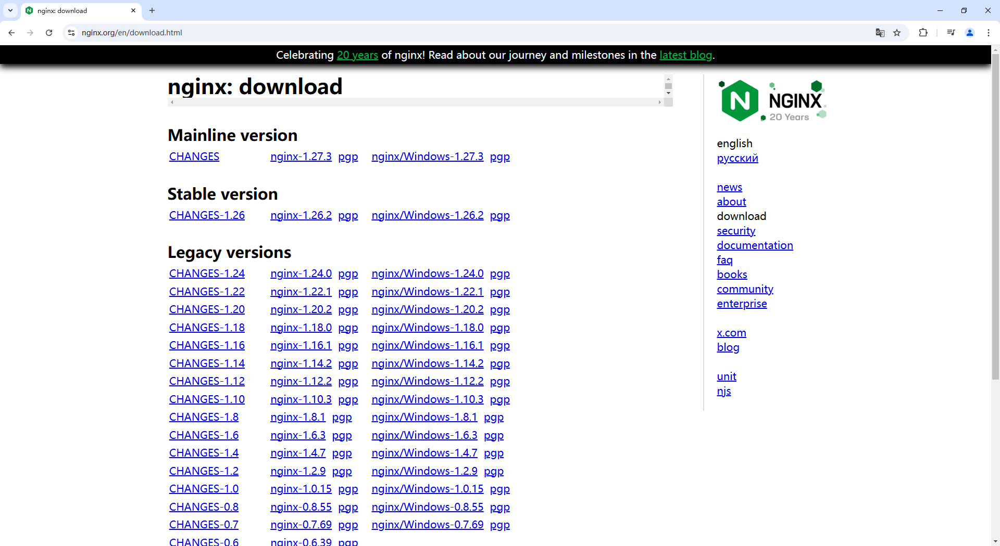 nginx: download
nginx.org/en/download.html
Celebrating 20 years of nginx! Read about our journey and milestones in the latest blog.
nginx: download
Mainline version
CHANGES nginx-1.27.3 pgp nginx/Windows-1.27.3 pgp
Stable version
CHANGES-1.26 nginx-1.26.2 pgp nginx/Windows-1.26.2 pgp
Legacy versions
CHANGES-1.24 nginx-1.24.0 pgp nginx/Windows-1.24.0 pgp
CHANGES-1.22 nginx-1.22.1 pgp nginx/Windows-1.22.1 pgp
CHANGES-1.20 nginx-1.20.2 pgp nginx/Windows-1.20.2 pgp
CHANGES-1.18 nginx-1.18.0 pgp nginx/Windows-1.18.0 pgp
CHANGES-1.16 nginx-1.16.1 pgp nginx/Windows-1.16.1 pgp
CHANGES-1.14 nginx-1.14.2 pgp nginx/Windows-1.14.2 pgp
CHANGES-1.12 nginx-1.12.2 pgp nginx/Windows-1.12.2 pgp
CHANGES-1.10 nginx-1.10.3 pgp nginx/Windows-1.10.3 pgp
CHANGES-1.8 nginx-1.8.1 pgp nginx/Windows-1.8.1 pgp
CHANGES-1.6 nginx-1.6.3 pgp nginx/Windows-1.6.3 pgp
CHANGES-1.4 nginx-1.4.7 pgp nginx/Windows-1.4.7 pgp
CHANGES-1.2 nginx-1.2.9 pgp nginx/Windows-1.2.9 pgp
CHANGES-1.0 nginx-1.0.15 pgp nginx/Windows-1.0.15 pgp
CHANGES-0.8 nginx-0.8.55 pgp nginx/Windows-0.8.55 pgp
CHANGES-0.7 nginx-0.7.69 pgp nginx/Windows-0.7.69 pgp
CHANGES-0.6 nginx-0.6.39 pgp
N NGINX
20 Years
english
русский
news
about
download
security
documentation
faq
books
community
enterprise
x.com
blog
unit
njs